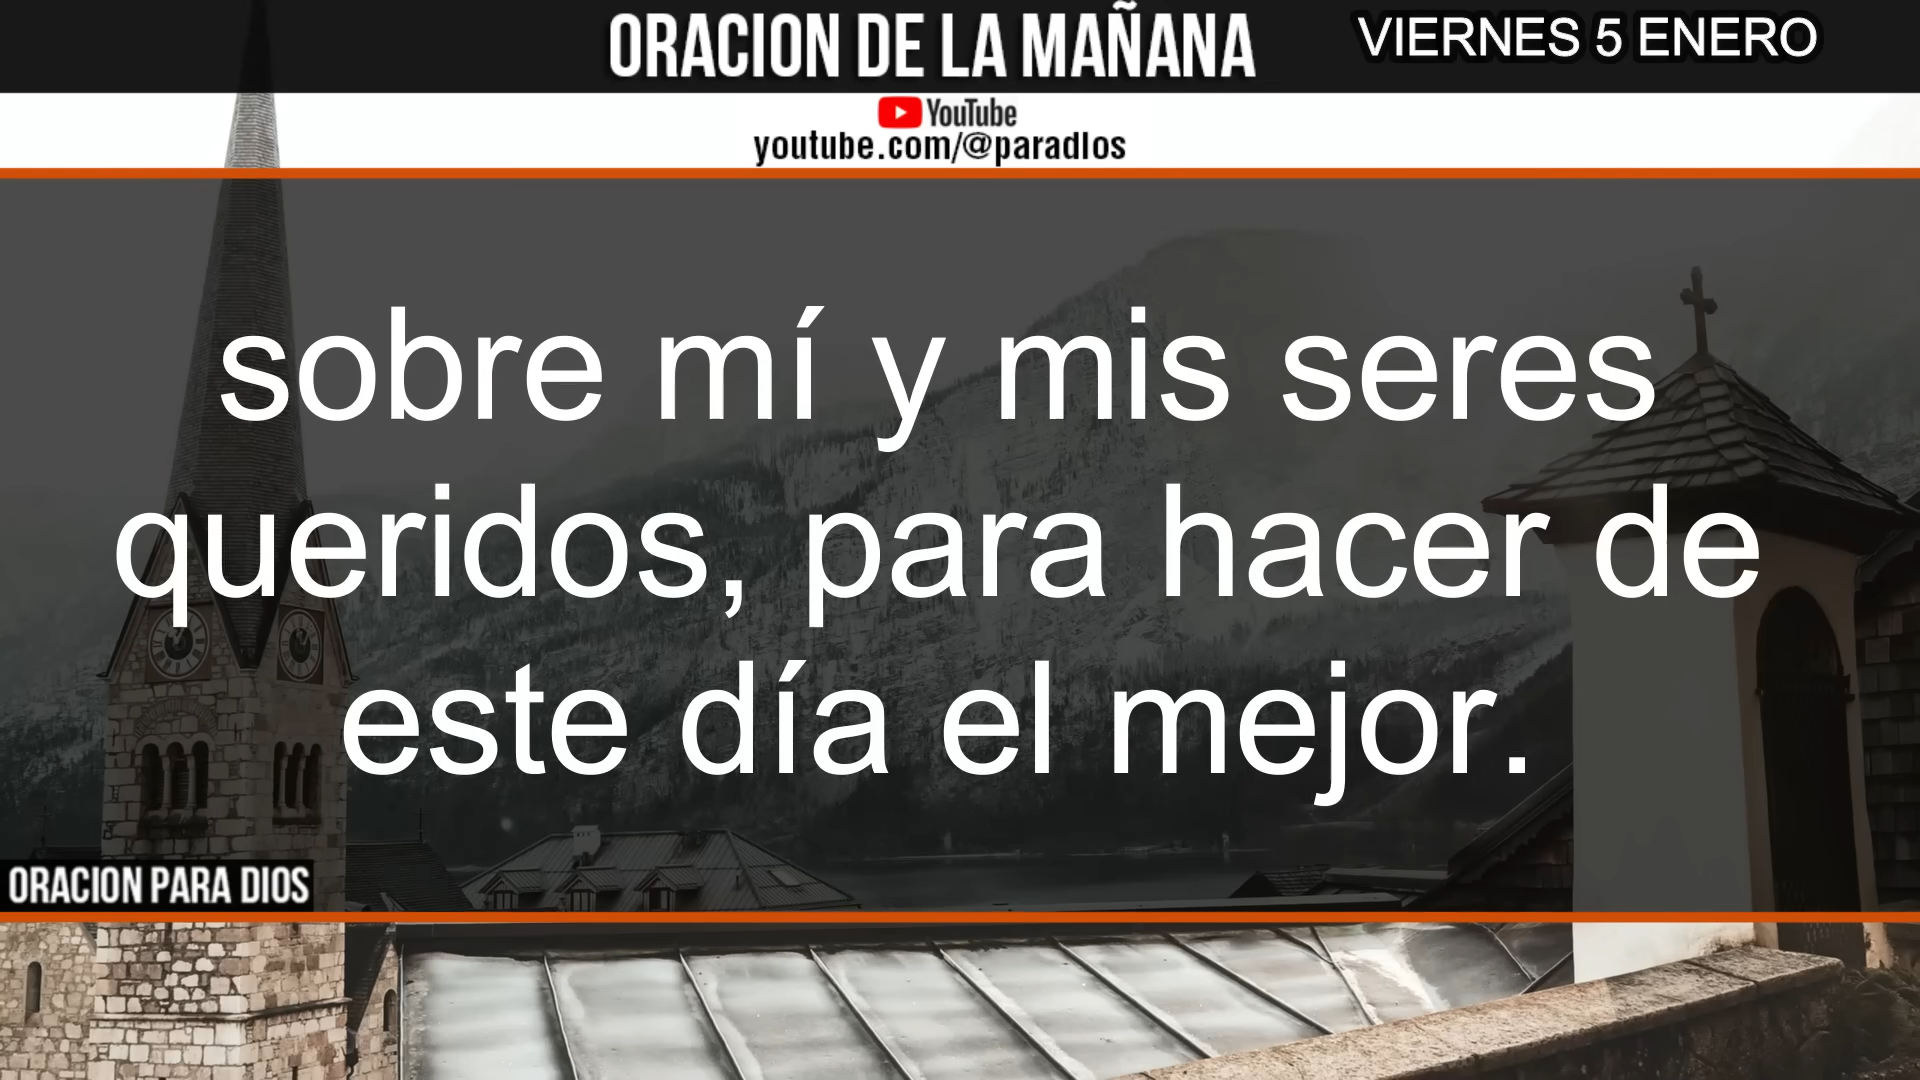 ORACION DE LA MAÑANA
VIERNES 5 ENERO
YouTube
youtube.com/@paradIos
sobre mí y mis seres
queridos, para hacer de
este día el mejor.
ORACION PARA DIOS